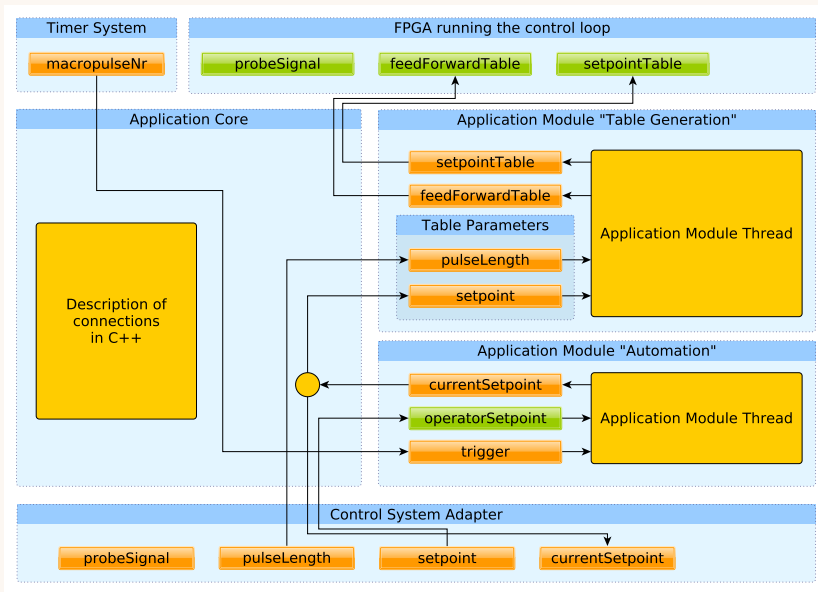 Timer System
macropulseNr
FPGA running the control loop
probeSignal
feedForwardTable
setpointTable
Application Core
Description of
connections
in C++
Application Module "Table Generation"
setpointTable
feedForwardTable
Table Parameters
pulseLength
setpoint
Application Module Thread
Application Module "Automation"
currentSetpoint
operatorSetpoint
trigger
Application Module Thread
Control System Adapter
probeSignal
pulseLength
setpoint
currentSetpoint